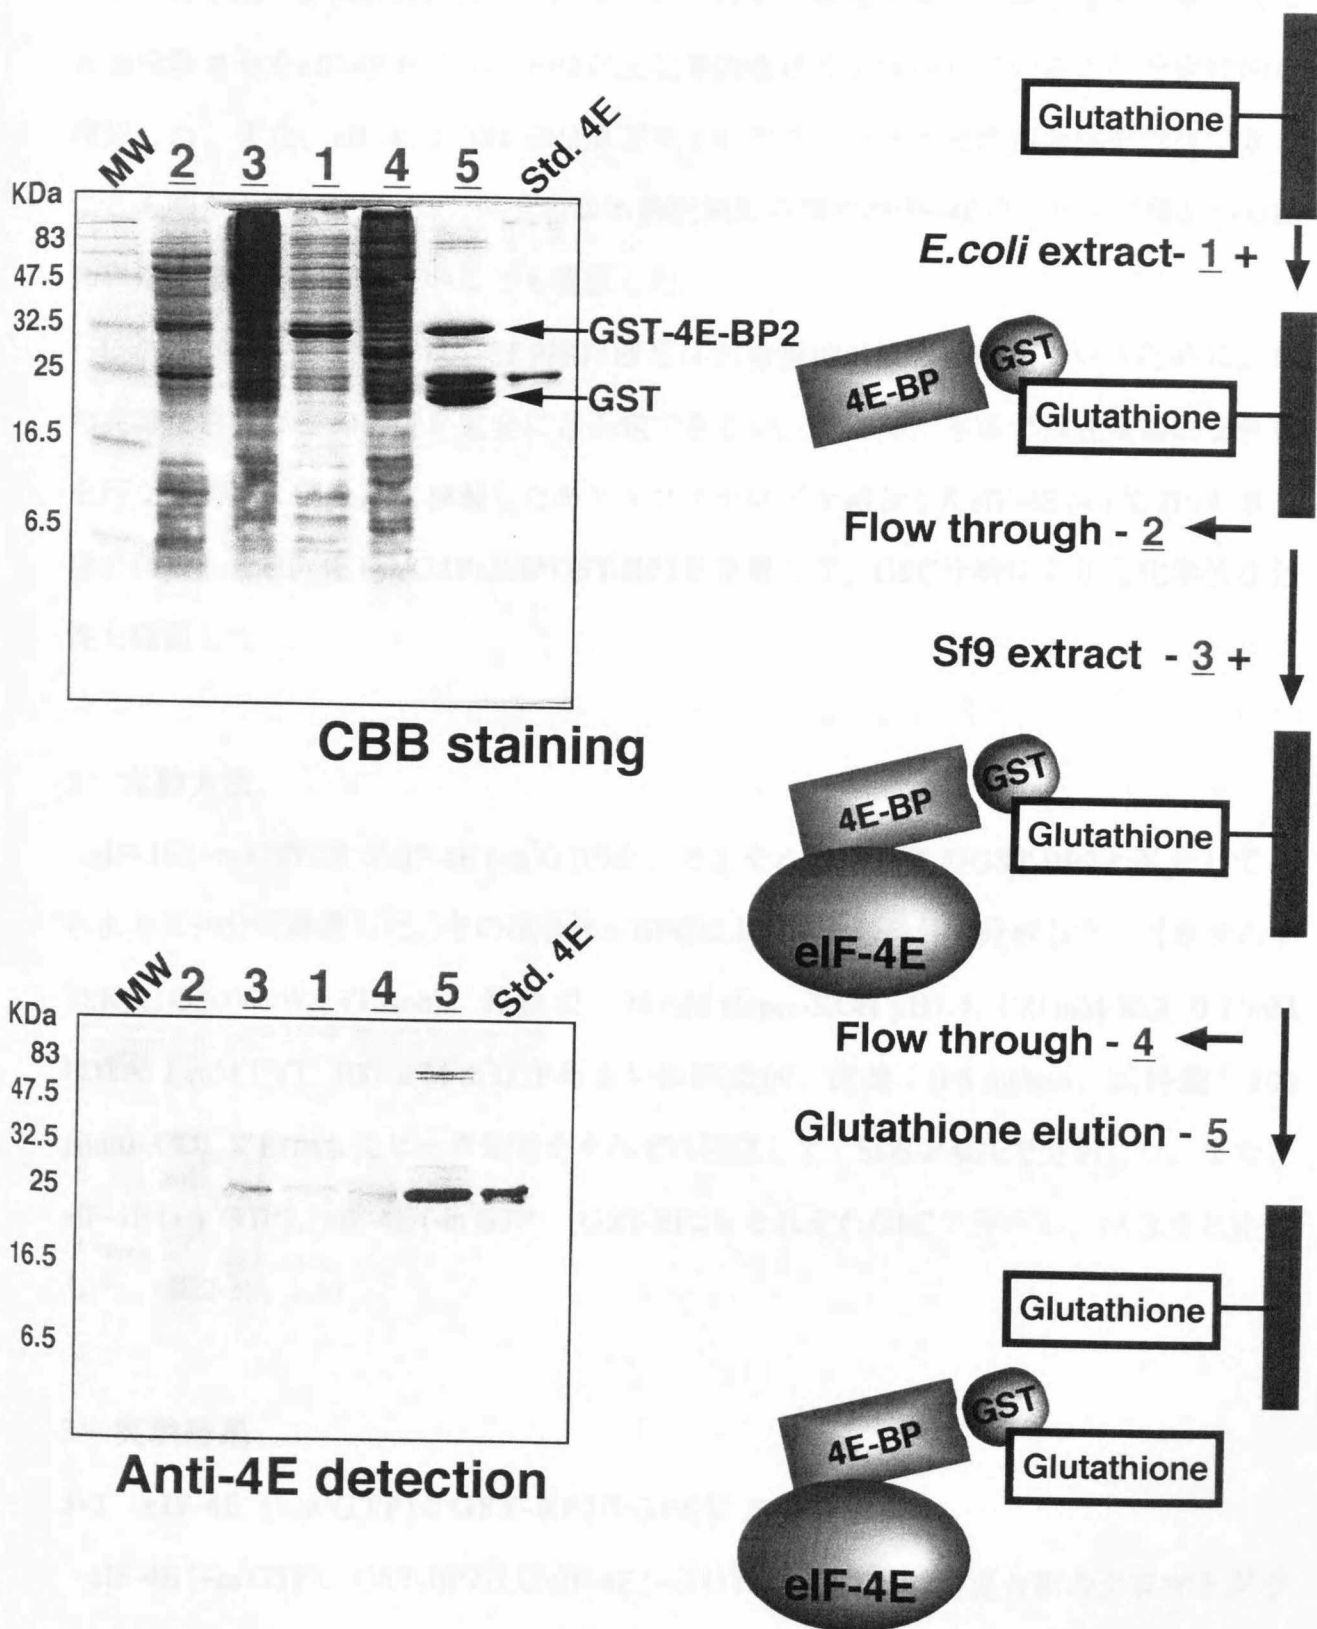 MW 2 3 1 4 5 Std. 4E
KDa
83
47.5
32.5
25
16.5
6.5
GST-4E-BP2
GST
CBB staining
MW 2 3 1 4 5 Std. 4E
KDa
83
47.5
32.5
25
16.5
6.5
Anti-4E detection
Glutathione
E.coli extract- 1 +
4E-BP
GST
Glutathione
Flow through - 2
Sf9 extract - 3 +
4E-BP
GST
Glutathione
eIF-4E
Flow through - 4
Glutathione elution - 5
Glutathione
4E-BP
GST
Glutathione
eIF-4E